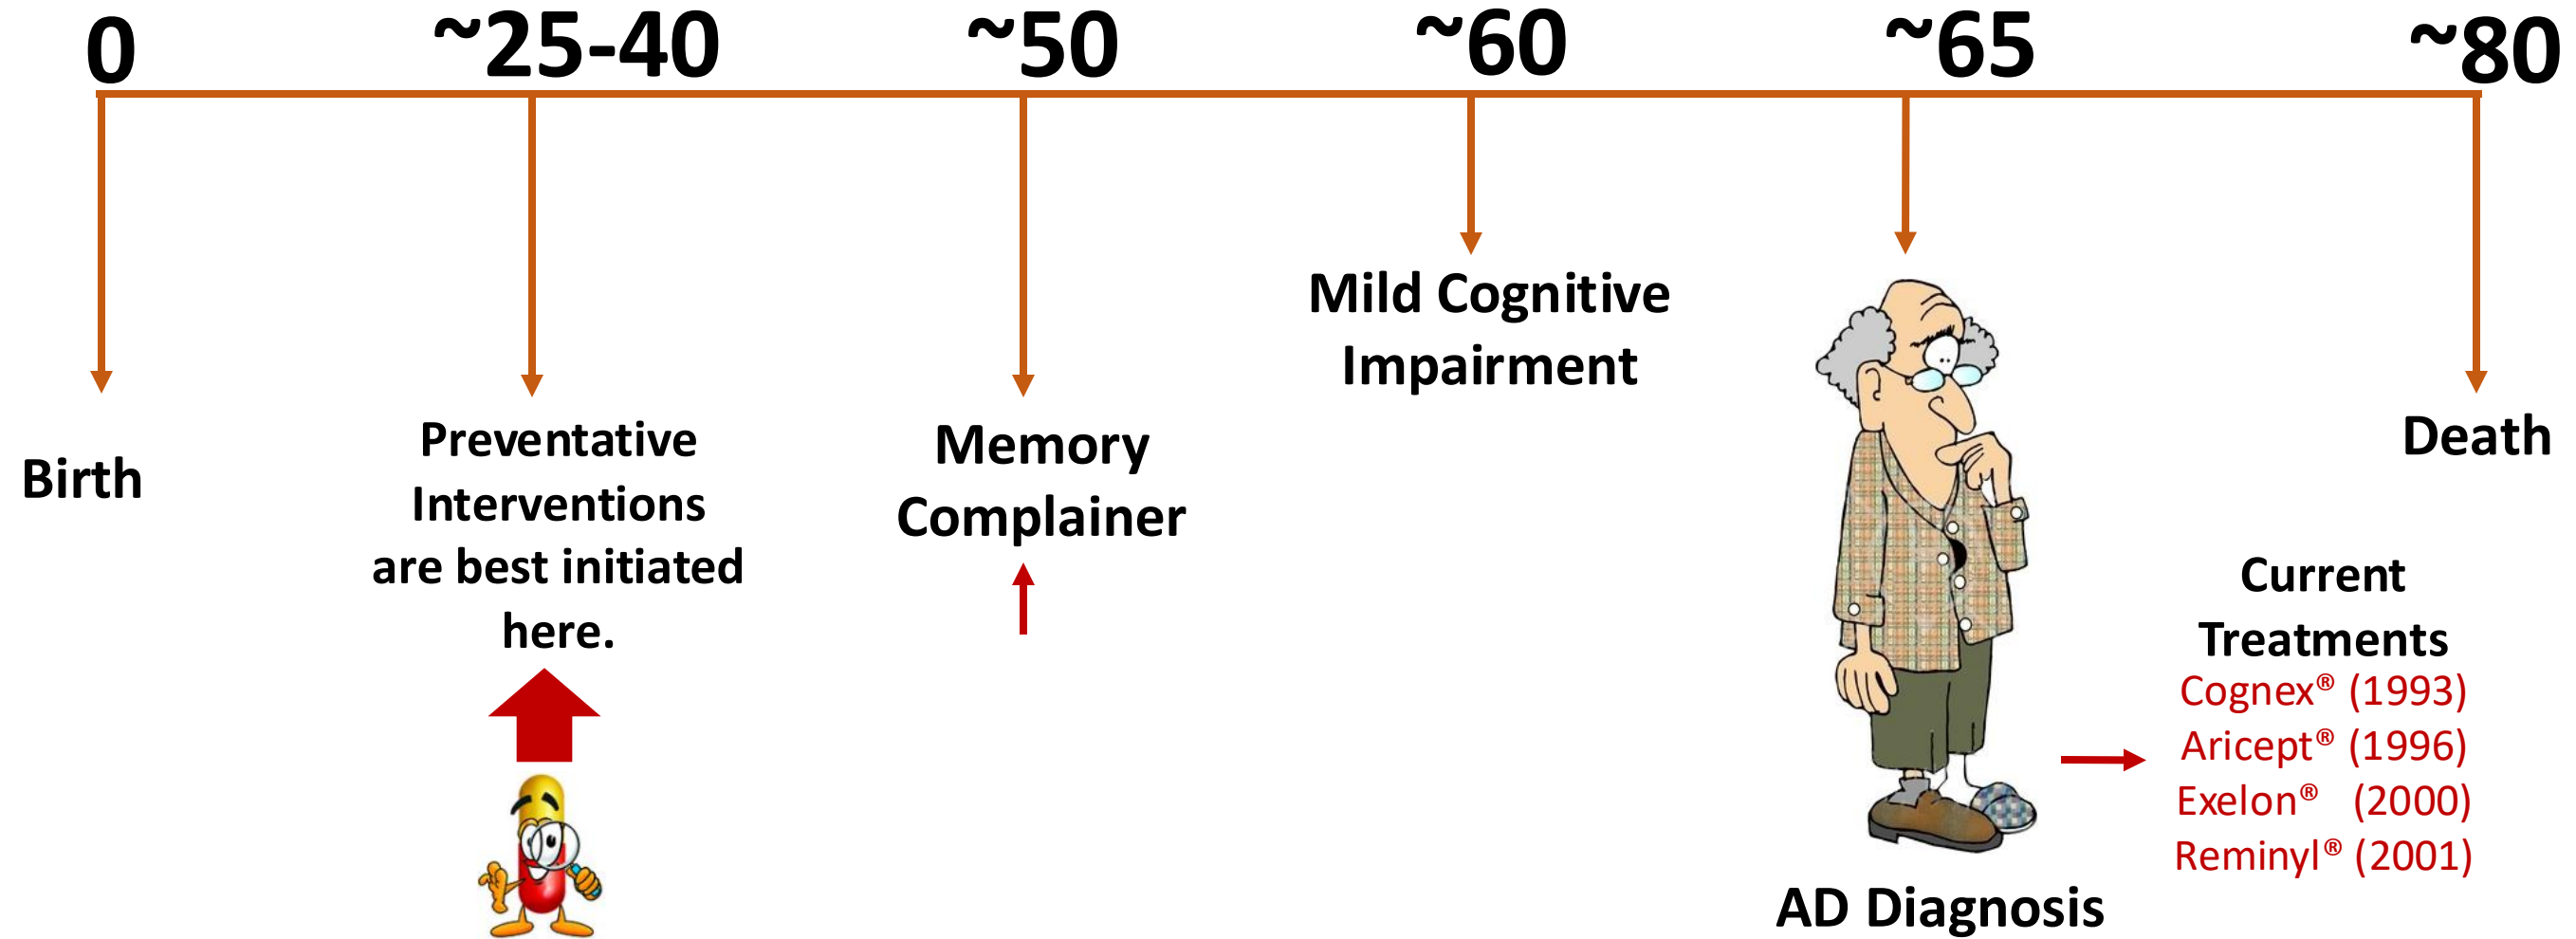 0
~25-40
~50
~60
~65
~80
Birth
Preventative
Interventions
are best initiated
here.
Memory
Complainer
Mild Cognitive
Impairment
AD Diagnosis
Current
Treatments
Cognex® (1993)
Aricept® (1996)
Exelon® (2000)
Reminyl® (2001)
Death